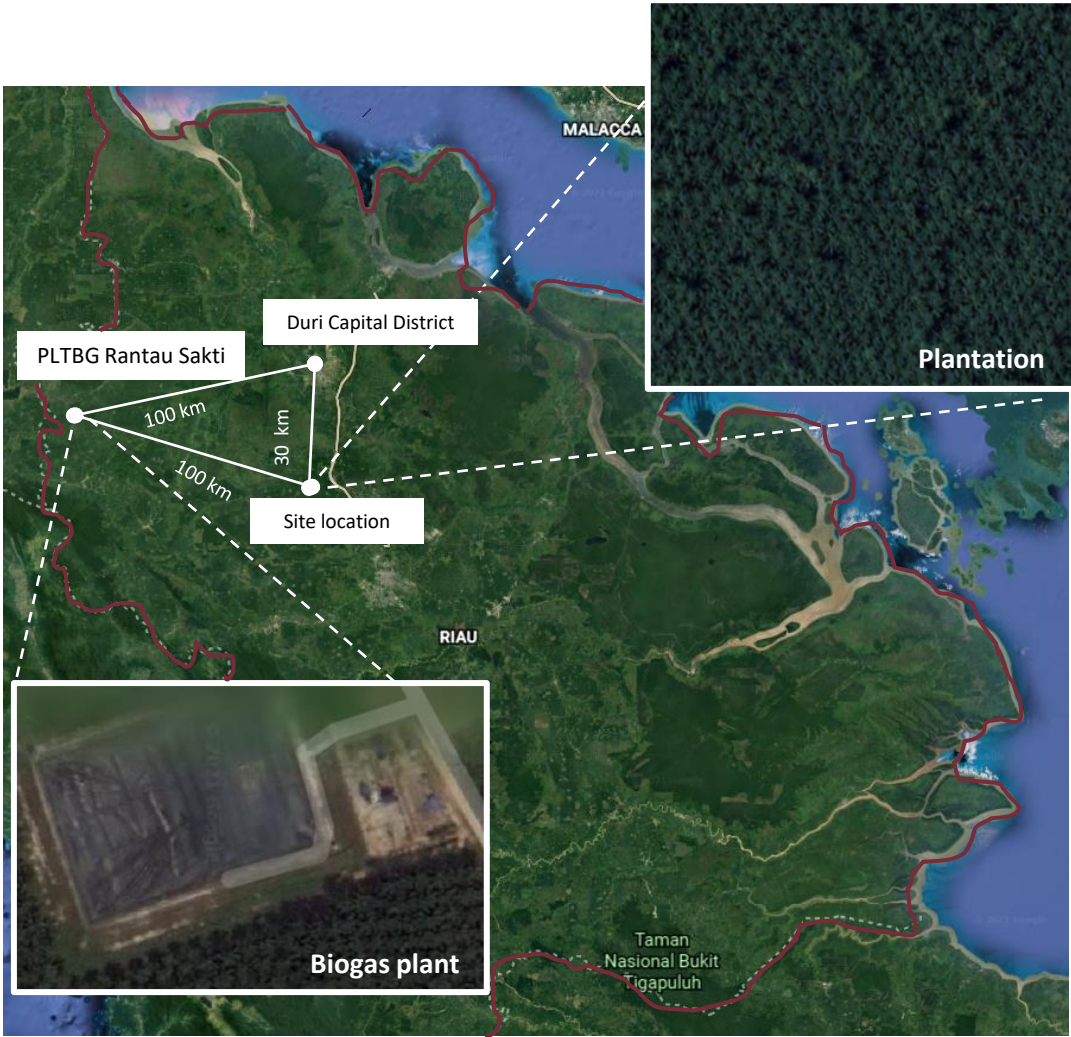 MALACCA
Plantation
Duri Capital District
PLTBG Rantau Sakti
100 km
30 km
100 km
Site location
RIAU
Biogas plant
Taman
Nasional Bukit
Tigapuluh